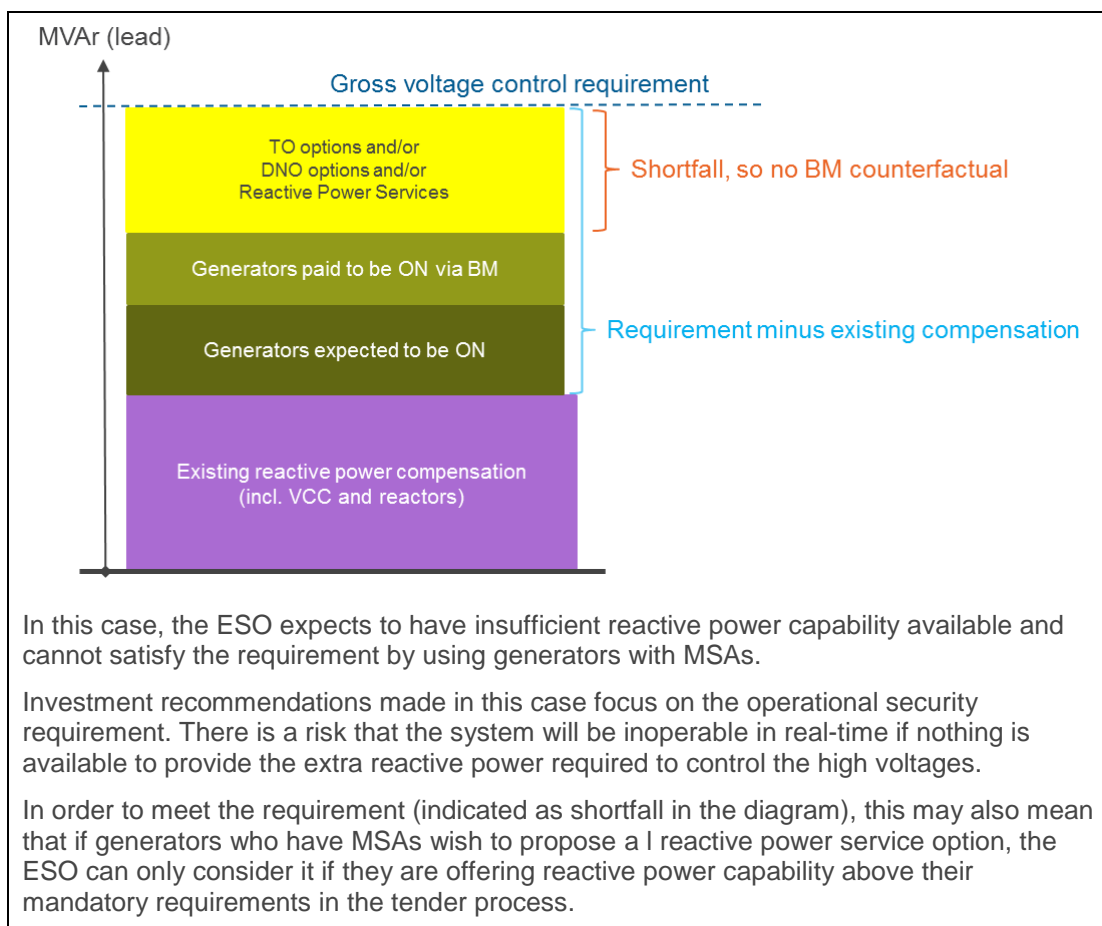 MVAr (lead)
Gross voltage control requirement
TO options and/or
DNO options and/or
Reactive Power Services
Shortfall, so no BM counterfactual
Generators paid to be ON via BM
Requirement minus existing compensation
Generators expected to be ON
Existing reactive power compensation
(incl. VCC and reactors)
In this case, the ESO expects to have insufficient reactive power capability available and
cannot satisfy the requirement by using generators with MSAs.
Investment recommendations made in this case focus on the operational security
requirement. There is a risk that the system will be inoperable in real-time if nothing is
available to provide the extra reactive power required to control the high voltages.
In order to meet the requirement (indicated as shortfall in the diagram), this may also mean
that if generators who have MSAs wish to propose a l reactive power service option, the
ESO can only consider it if they are offering reactive power capability above their
mandatory requirements in the tender process.